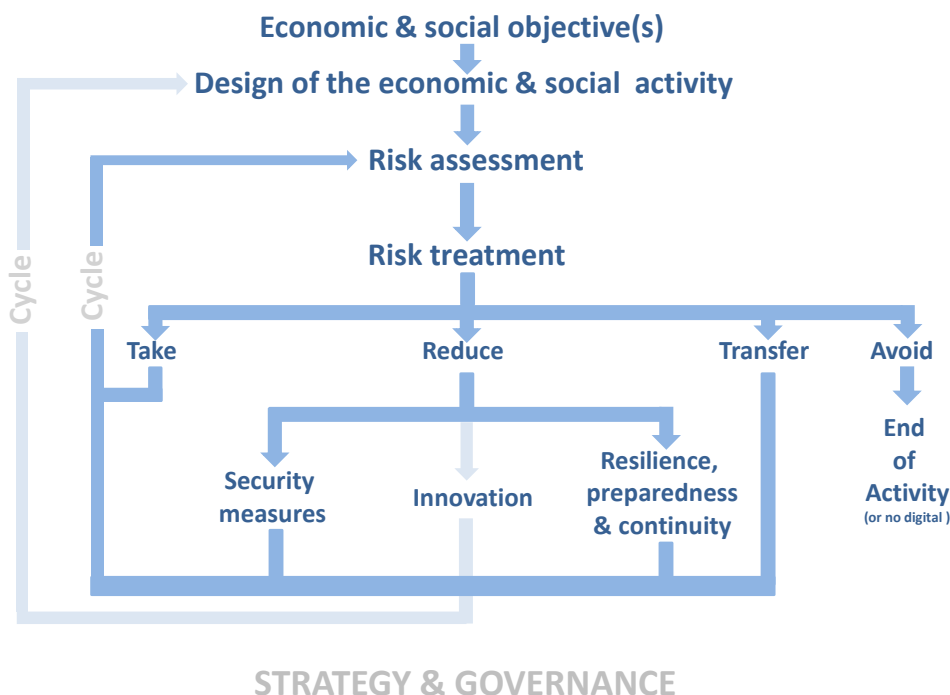 Economic & social objective(s)
Design of the economic & social activity
Risk assessment
Risk treatment
Cycle
Cycle
Take
Reduce
Transfer
Avoid
Security
measures
Innovation
Resilience,
preparedness
& continuity
End
of
Activity
(or no digital )
STRATEGY & GOVERNANCE